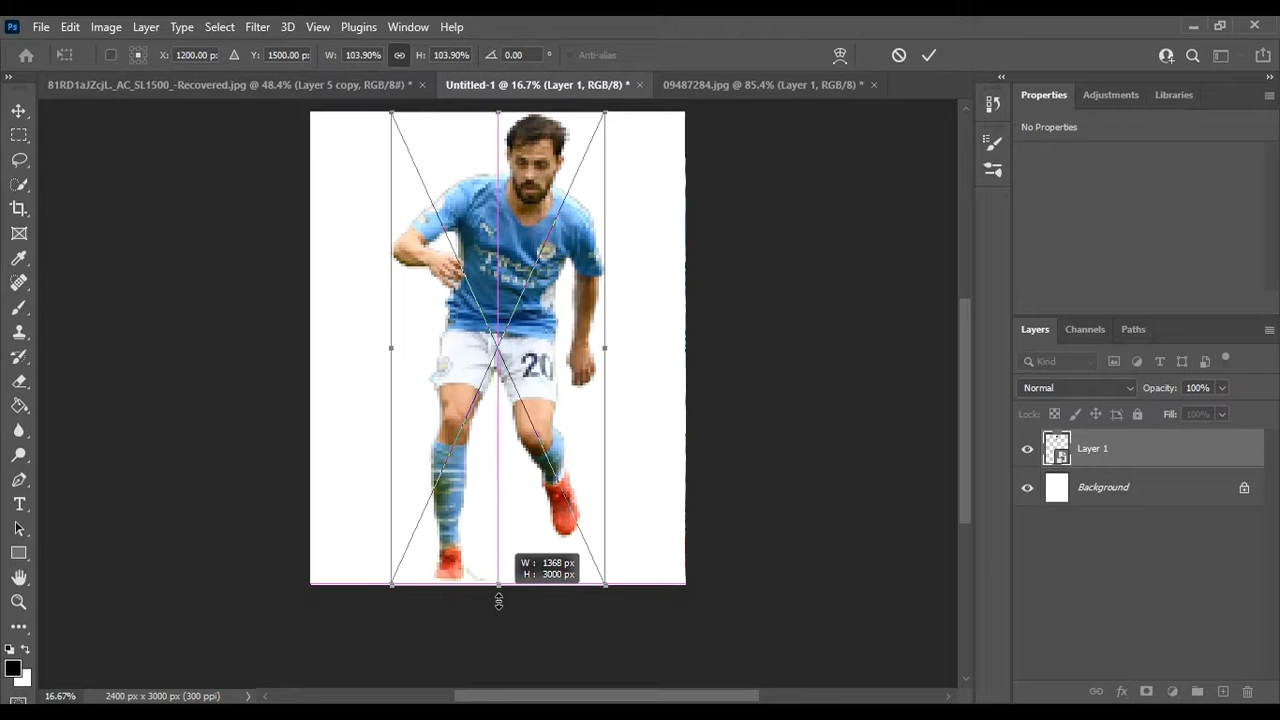 Ps File Edit Image Layer Type Select Filter 3D View Plugins Window Help
X: 1200.00 p: Y: 1500.00 p: W: 103.90% H: 103.90% 0.00 ° Anti-alias
81RD1aJZcjL_AC_SL1500_-Recovered.jpg @ 48.4% (Layer 5 copy, RGB/8#) * × Untitled-1 @ 16.7% (Layer 1, RGB/8) * × 09487284.jpg @ 85.4% (Layer 1, RGB/8) * ×
Properties Adjustments Libraries
No Properties
20
W : 1368 px
H : 3000 px
Layers Channels Paths
Kind
Normal Opacity: 100%
Lock: Fill: 100%
Layer 1
Background
16.67% 2400 px x 3000 px (300 ppi)